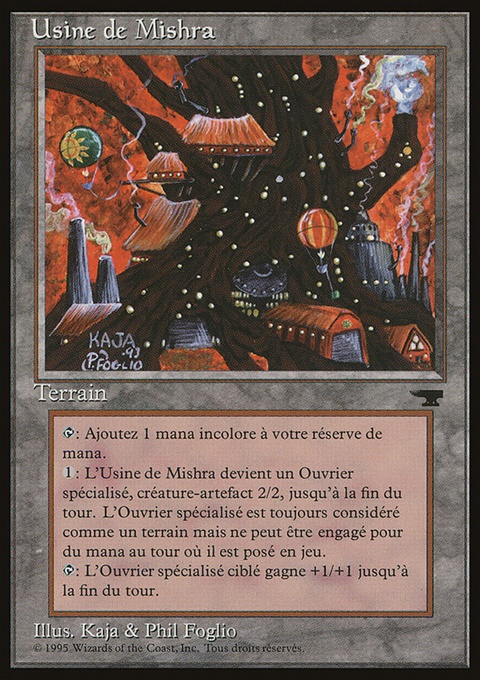 Usine de Mishra
KAJA
.93
P. FOGLIO
Terrain
: Ajoutez 1 mana incolore à votre réserve de
mana.
1: L'Usine de Mishra devient un Ouvrier
spécialisé, créature-artefact 2/2, jusqu'à la fin du
tour. L'Ouvrier spécialisé est toujours considéré
comme un terrain mais ne peut être engagé pour
du mana au tour où il est posé en jeu.
: L'Ouvrier spécialisé ciblé gagne +1/+1 jusqu'à
la fin du tour.
Illus. Kaja & Phil Foglio
© 1995 Wizards of the Coast, Inc. Tous droits réservés.